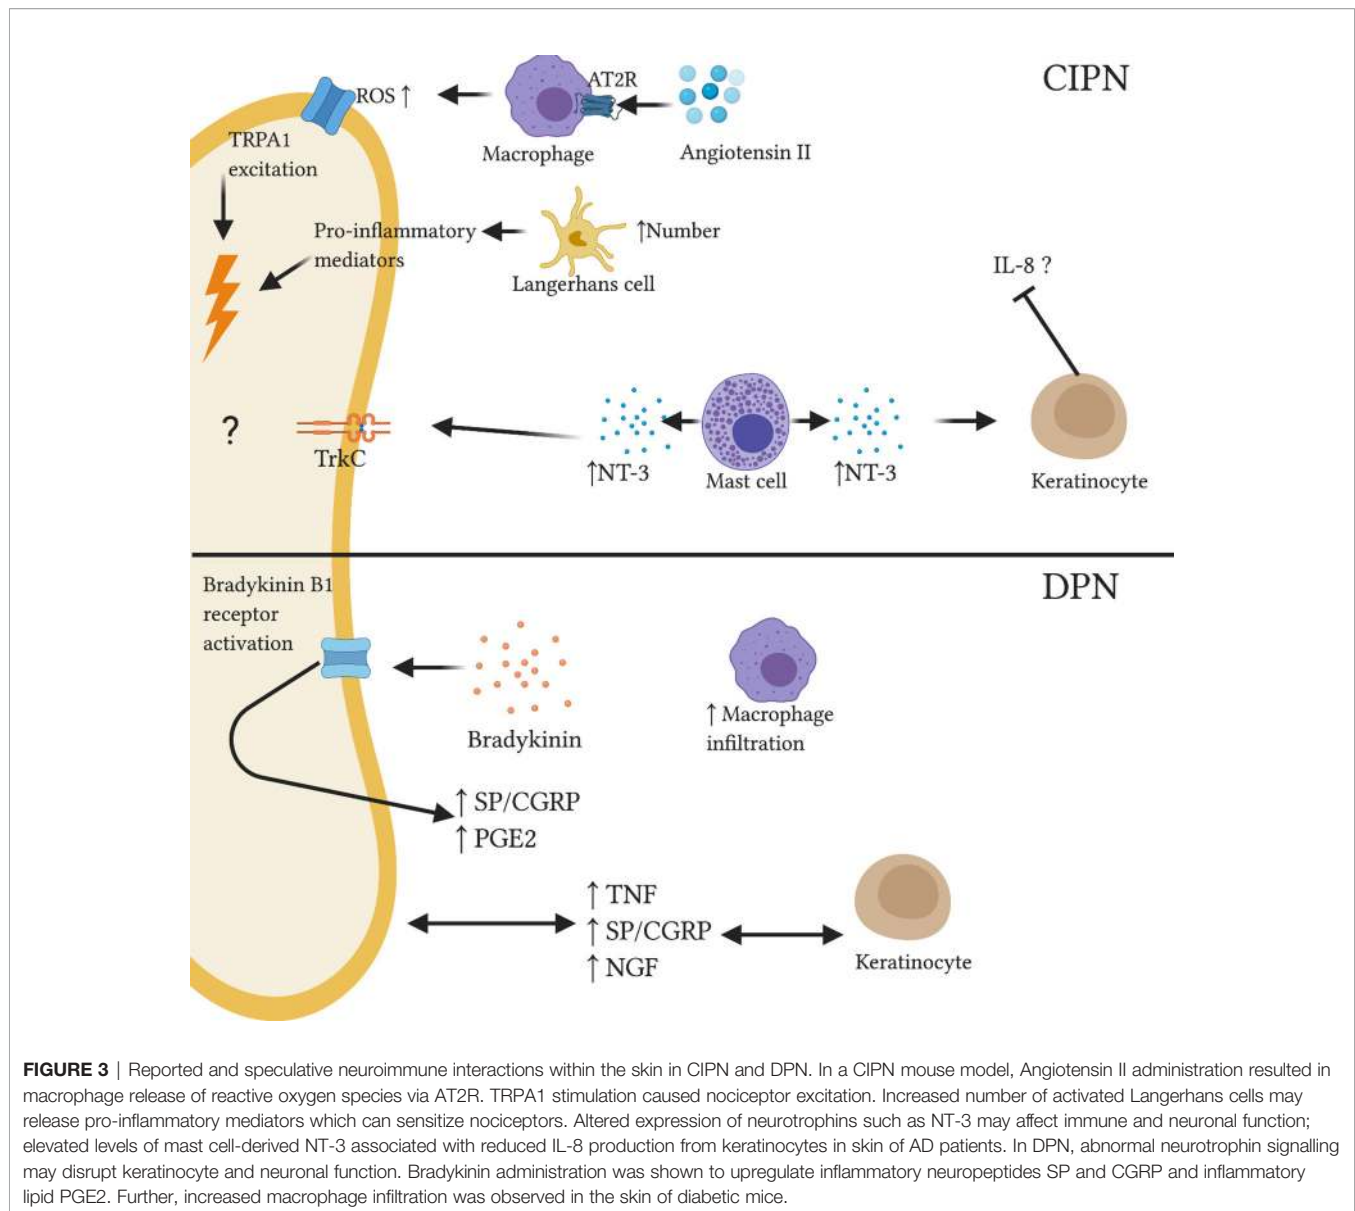 CIPN
ROS ↑
AT2R
Macrophage
Angiotensin II
TRPA1
excitation
Pro-inflammatory
mediators
↑Number
Langerhans cell
IL-8 ?
?
TrkC
↑NT-3
Mast cell
↑NT-3
Keratinocyte
DPN
Bradykinin B1
receptor
activation
Bradykinin
↑ Macrophage
infiltration
↑ SP/CGRP
↑ PGE2
↑ TNF
↑ SP/CGRP
↑ NGF
Keratinocyte
FIGURE 3 | Reported and speculative neuroimmune interactions within the skin in CIPN and DPN. In a CIPN mouse model, Angiotensin II administration resulted in
macrophage release of reactive oxygen species via AT2R. TRPA1 stimulation caused nociceptor excitation. Increased number of activated Langerhans cells may
release pro-inflammatory mediators which can sensitize nociceptors. Altered expression of neurotrophins such as NT-3 may affect immune and neuronal function;
elevated levels of mast cell-derived NT-3 associated with reduced IL-8 production from keratinocytes in skin of AD patients. In DPN, abnormal neurotrophin signalling
may disrupt keratinocyte and neuronal function. Bradykinin administration was shown to upregulate inflammatory neuropeptides SP and CGRP and inflammatory
lipid PGE2. Further, increased macrophage infiltration was observed in the skin of diabetic mice.